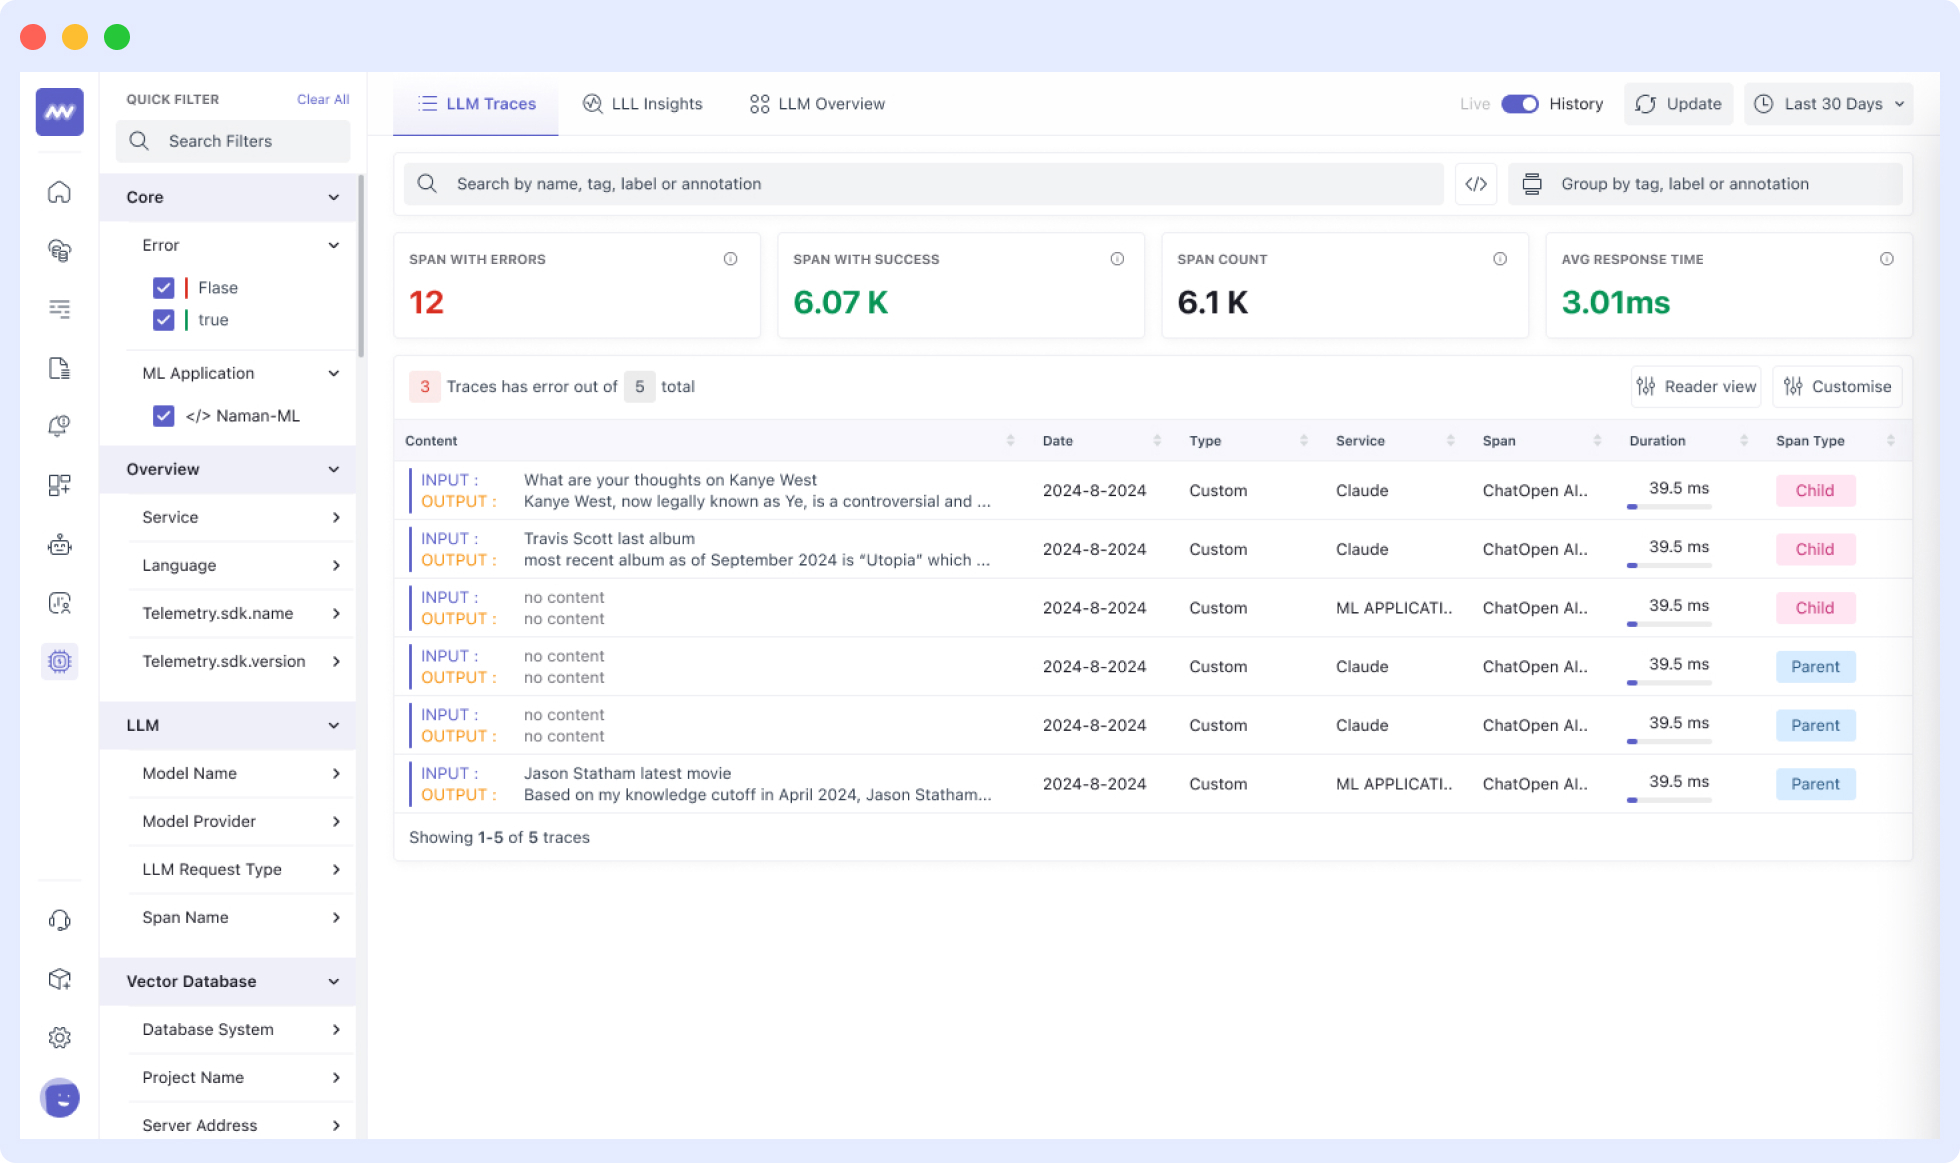 QUICK FILTER Clear All
Search Filters
Core
Error
Flase
true
ML Application
</> Naman-ML
Overview
Service
Language
Telemetry.sdk.name
Telemetry.sdk.version
LLM
Model Name
Model Provider
LLM Request Type
Span Name
Vector Database
Database System
Project Name
Server Address
LLM Traces LLL Insights LLM Overview Live History Update Last 30 Days
Search by name, tag, label or annotation </> Group by tag, label or annotation
SPAN WITH ERRORS
12
SPAN WITH SUCCESS
6.07 K
SPAN COUNT
6.1 K
AVG RESPONSE TIME
3.01ms
3 Traces has error out of 5 total Reader view Customise
Content Date Type Service Span Duration Span Type
INPUT : What are your thoughts on Kanye West
OUTPUT : Kanye West, now legally known as Ye, is a controversial and ...
2024-8-2024 Custom Claude ChatOpen AI.. 39.5 ms Child
INPUT : Travis Scott last album
OUTPUT : most recent album as of September 2024 is “Utopia” which ...
2024-8-2024 Custom Claude ChatOpen AI.. 39.5 ms Child
INPUT : no content
OUTPUT : no content
2024-8-2024 Custom ML APPLICATI.. ChatOpen AI.. 39.5 ms Child
INPUT : no content
OUTPUT : no content
2024-8-2024 Custom Claude ChatOpen AI.. 39.5 ms Parent
INPUT : no content
OUTPUT : no content
2024-8-2024 Custom Claude ChatOpen AI.. 39.5 ms Parent
INPUT : Jason Statham latest movie
OUTPUT : Based on my knowledge cutoff in April 2024, Jason Statham...
2024-8-2024 Custom ML APPLICATI.. ChatOpen AI.. 39.5 ms Parent
Showing 1-5 of 5 traces